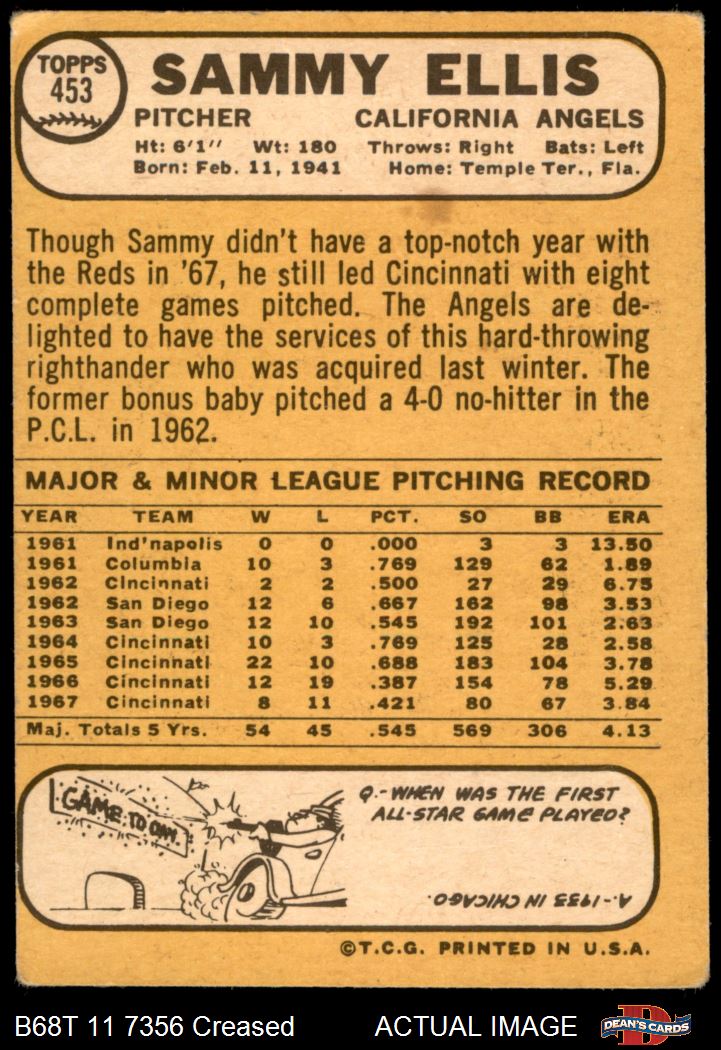 TOPPS
453
SAMMY ELLIS
PITCHER CALIFORNIA ANGELS
Ht: 6'1" Wt: 180 Throws: Right Bats: Left
Born: Feb. 11, 1941 Home: Temple Ter., Fla.
Though Sammy didn't have a top-notch year with
the Reds in '67, he still led Cincinnati with eight
complete games pitched. The Angels are de-
lighted to have the services of this hard-throwing
righthander who was acquired last winter. The
former bonus baby pitched a 4-0 no-hitter in the
P.C.L. in 1962.
MAJOR & MINOR LEAGUE PITCHING RECORD
YEAR TEAM W L PCT. SO BB ERA
1961 Ind'napolis 0 0 .000 3 3 13.50
1961 Columbia 10 3 .769 129 62 1.89
1962 Cincinnati 2 2 .500 27 29 6.75
1962 San Diego 12 6 .667 162 98 3.53
1963 San Diego 12 10 .545 192 101 2.63
1964 Cincinnati 10 3 .769 125 28 2.58
1965 Cincinnati 22 10 .688 183 104 3.78
1966 Cincinnati 12 19 .387 154 78 5.29
1967 Cincinnati 8 11 .421 80 67 3.84
Maj. Totals 5 Yrs. 54 45 .545 569 306 4.13
GAME TODAY.
Q.-WHEN WAS THE FIRST
ALL-STAR GAME PLAYED?
A.-1933 IN CHICAGO.
©T.C.G. PRINTED IN U.S.A.
B68T 11 7356 Creased ACTUAL IMAGE
D
DEAN'S CARDS